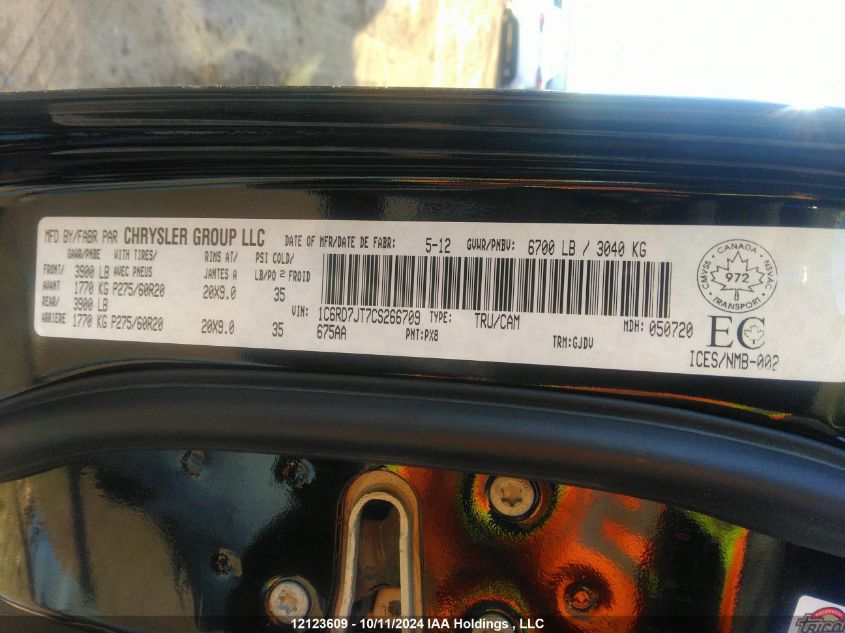 MFD BY/FABR PAR CHRYSLER GROUP LLC DATE OF MFR/DATE DE FABR: 5-12 GVWR/PNBV: 6700 LB / 3040 KG
GAWR/PNBE WITH TIRES/ RIMS AT/ PSI COLD/
FRONT/ 3900 LB AVEC PNEUS JANTES A LB/PO 2 FROID
AVANT 1770 KG P275/60R20 20X9.0 35
REAR/ 3900 LB
ARRIERE 1770 KG P275/60R20 20X9.0 35
VIN: 1C6RD7JT7CS266709 TYPE: TRU/CAM MDH: 050720
675AA PNT: PX8 TRM: GJDV
CANADA
CMVSS 972 NSVAC
TRANSPORT
EC
ICES/NMB-002
TRICO
12123609 - 10/11/2024 IAA Holdings , LLC